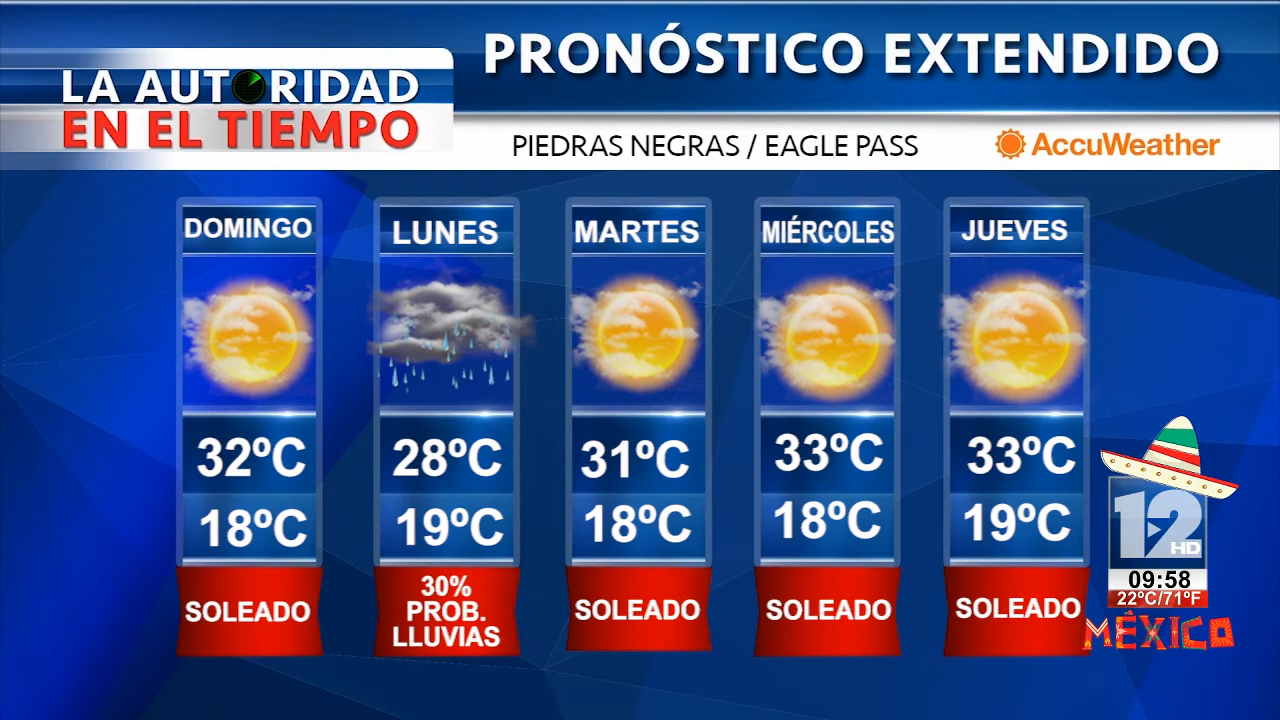 LA AUTORIDAD
EN EL TIEMPO
PRONÓSTICO EXTENDIDO
PIEDRAS NEGRAS / EAGLE PASS
AccuWeather
DOMINGO
32ºC
18ºC
SOLEADO
LUNES
28ºC
19ºC
30%
PROB.
LLUVIAS
MARTES
31ºC
18ºC
SOLEADO
MIÉRCOLES
33ºC
18ºC
SOLEADO
JUEVES
33ºC
19ºC
SOLEADO
12
HD
09:58
22ºC/71ºF
MÉXICO